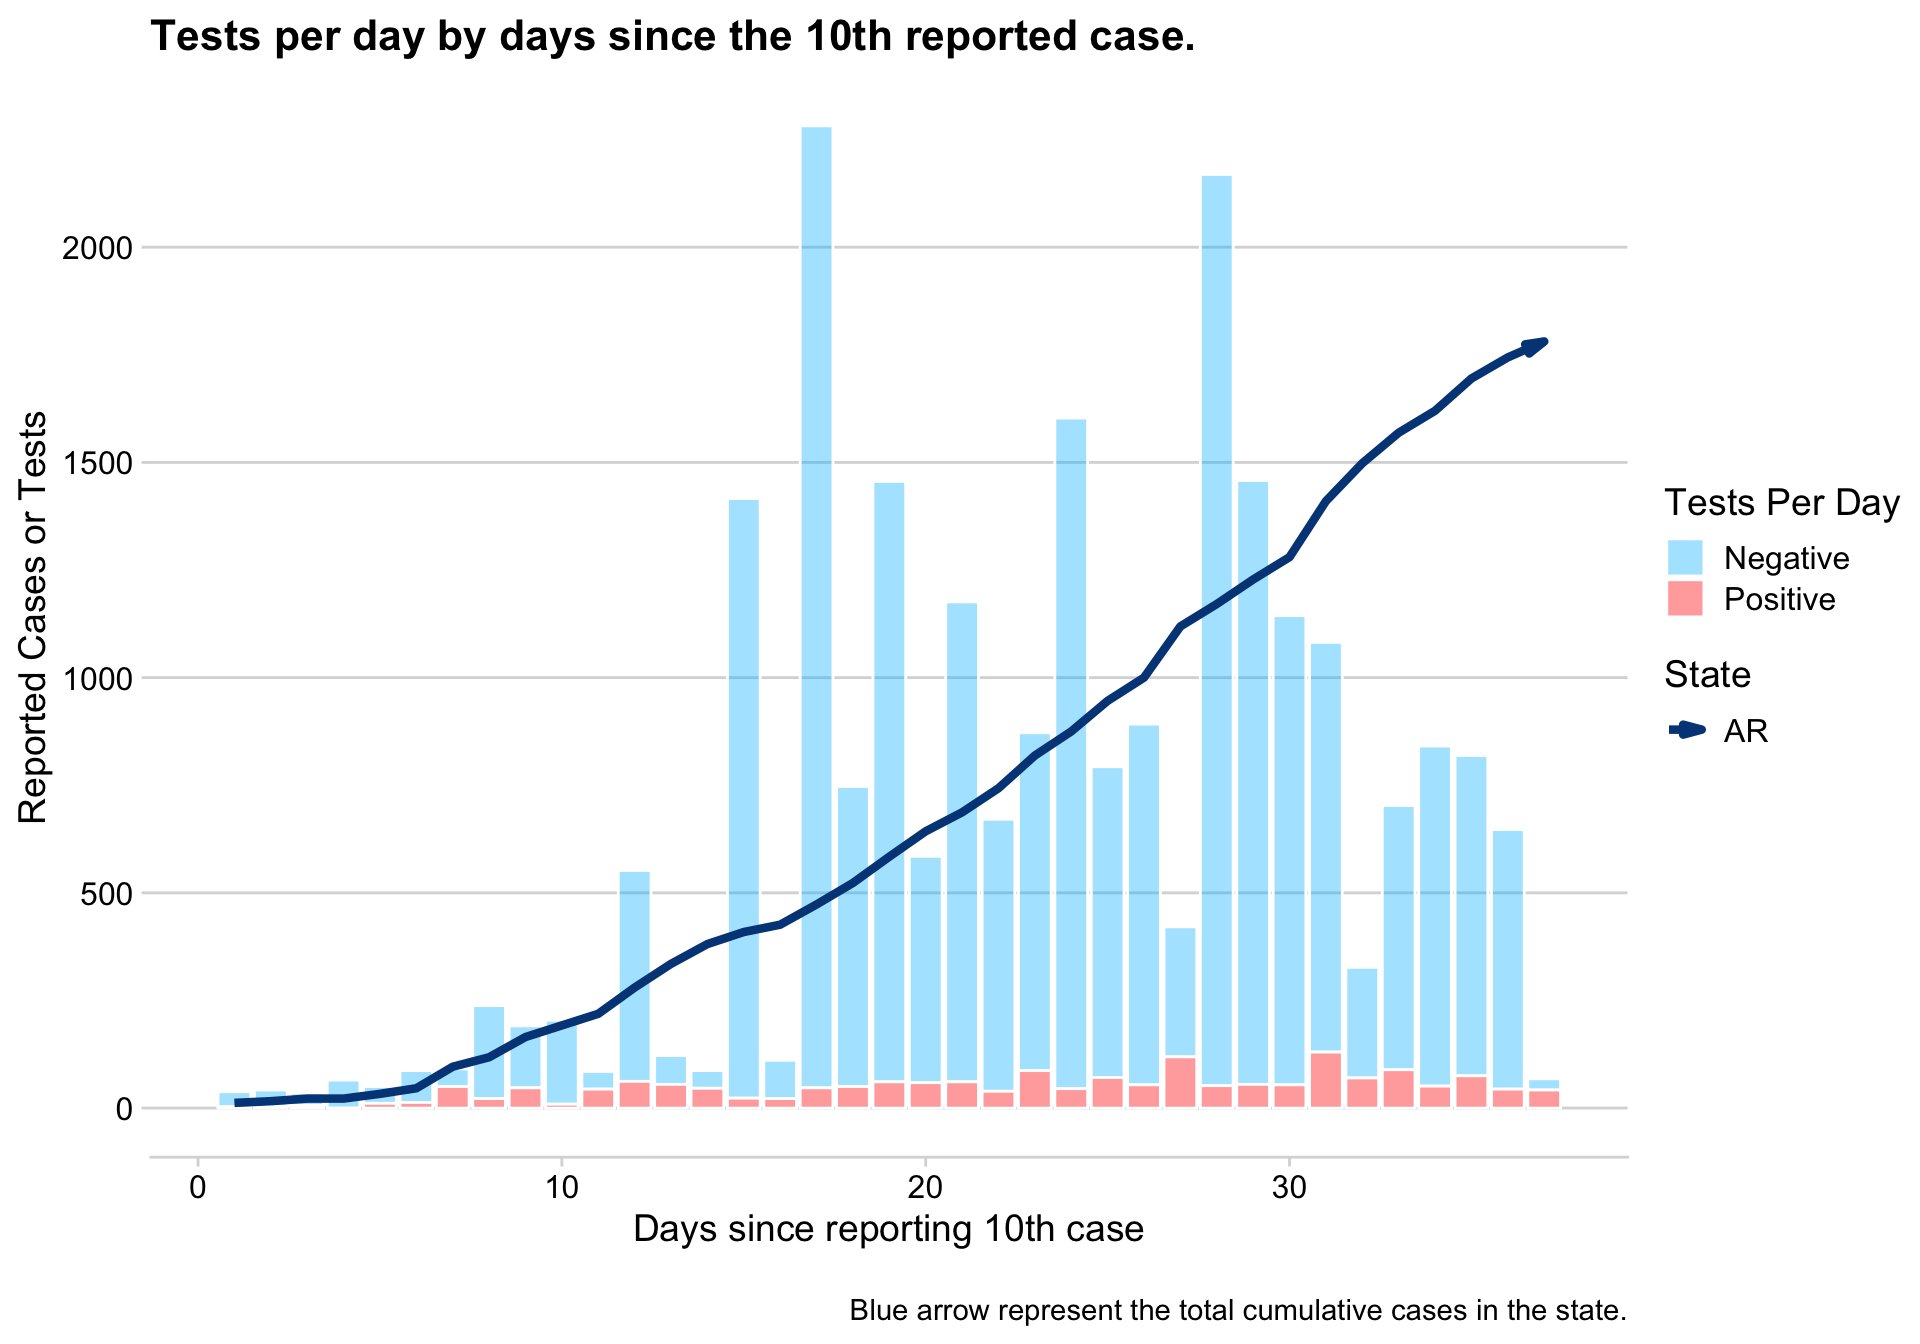 Tests per day by days since the 10th reported case.
Reported Cases or Tests
2000
1500
1000
500
0
0 10 20 30
Days since reporting 10th case
Tests Per Day
Negative
Positive
State
AR
Blue arrow represent the total cumulative cases in the state.